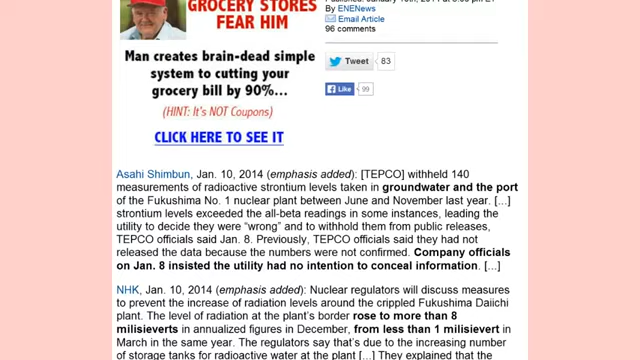 GROCERY STORES
FEAR HIM
Man creates brain-dead simple
system to cutting your
grocery bill by 90%...
(HINT: It's NOT Coupons)
CLICK HERE TO SEE IT
By ENENews
Email Article
96 comments
Tweet 83
Like 99
Asahi Shimbun, Jan. 10, 2014 (emphasis added): [TEPCO] withheld 140
measurements of radioactive strontium levels taken in groundwater and the port
of the Fukushima No. 1 nuclear plant between June and November last year. [...]
strontium levels exceeded the all-beta readings in some instances, leading the
utility to decide they were “wrong” and to withhold them from public releases,
TEPCO officials said Jan. 8. Previously, TEPCO officials said they had not
released the data because the numbers were not confirmed. Company officials
on Jan. 8 insisted the utility had no intention to conceal information. [...]
NHK, Jan. 10, 2014 (emphasis added): Nuclear regulators will discuss measures
to prevent the increase of radiation levels around the crippled Fukushima Daiichi
plant. The level of radiation at the plant's border rose to more than 8
milisieverts in annualized figures in December, from less than 1 milisievert in
March in the same year. The regulators say that's due to the increasing number
of storage tanks for radioactive water at the plant [...] They explained that the